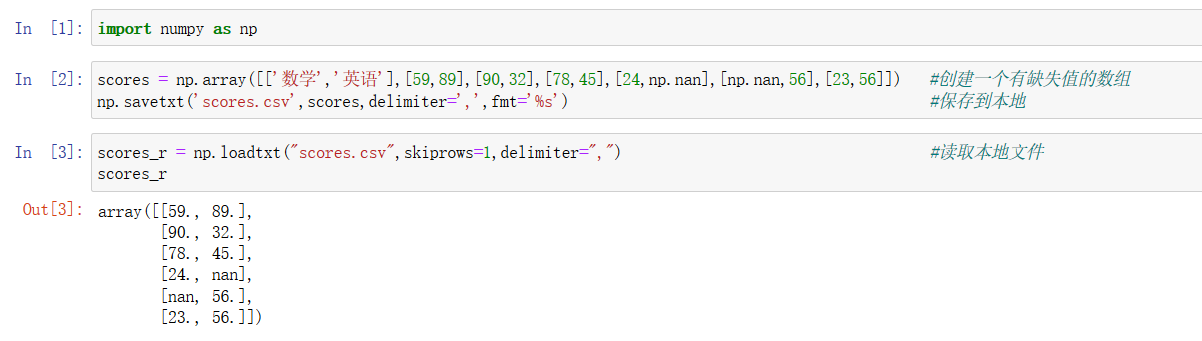 In [1]: import numpy as np
In [2]: scores = np.array([['数学','英语'],[59,89],[90,32],[78,45],[24,np.nan],[np.nan,56],[23,56]]) #创建一个有缺失值的数组
np.savetxt('scores.csv',scores,delimiter=',',fmt='%s') #保存到本地
In [3]: scores_r = np.loadtxt("scores.csv",skiprows=1,delimiter=",") #读取本地文件
scores_r
Out[3]: array([[59., 89.],
[90., 32.],
[78., 45.],
[24., nan],
[nan, 56.],
[23., 56.]])